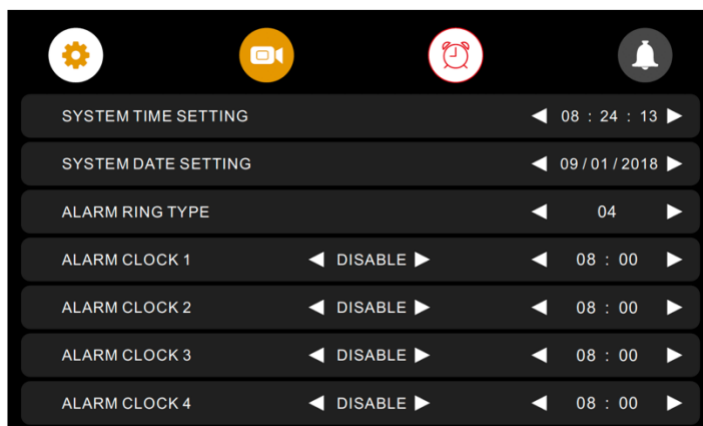 SYSTEM TIME SETTING 08 : 24 : 13
SYSTEM DATE SETTING 09 / 01 / 2018
ALARM RING TYPE 04
ALARM CLOCK 1 DISABLE 08 : 00
ALARM CLOCK 2 DISABLE 08 : 00
ALARM CLOCK 3 DISABLE 08 : 00
ALARM CLOCK 4 DISABLE 08 : 00